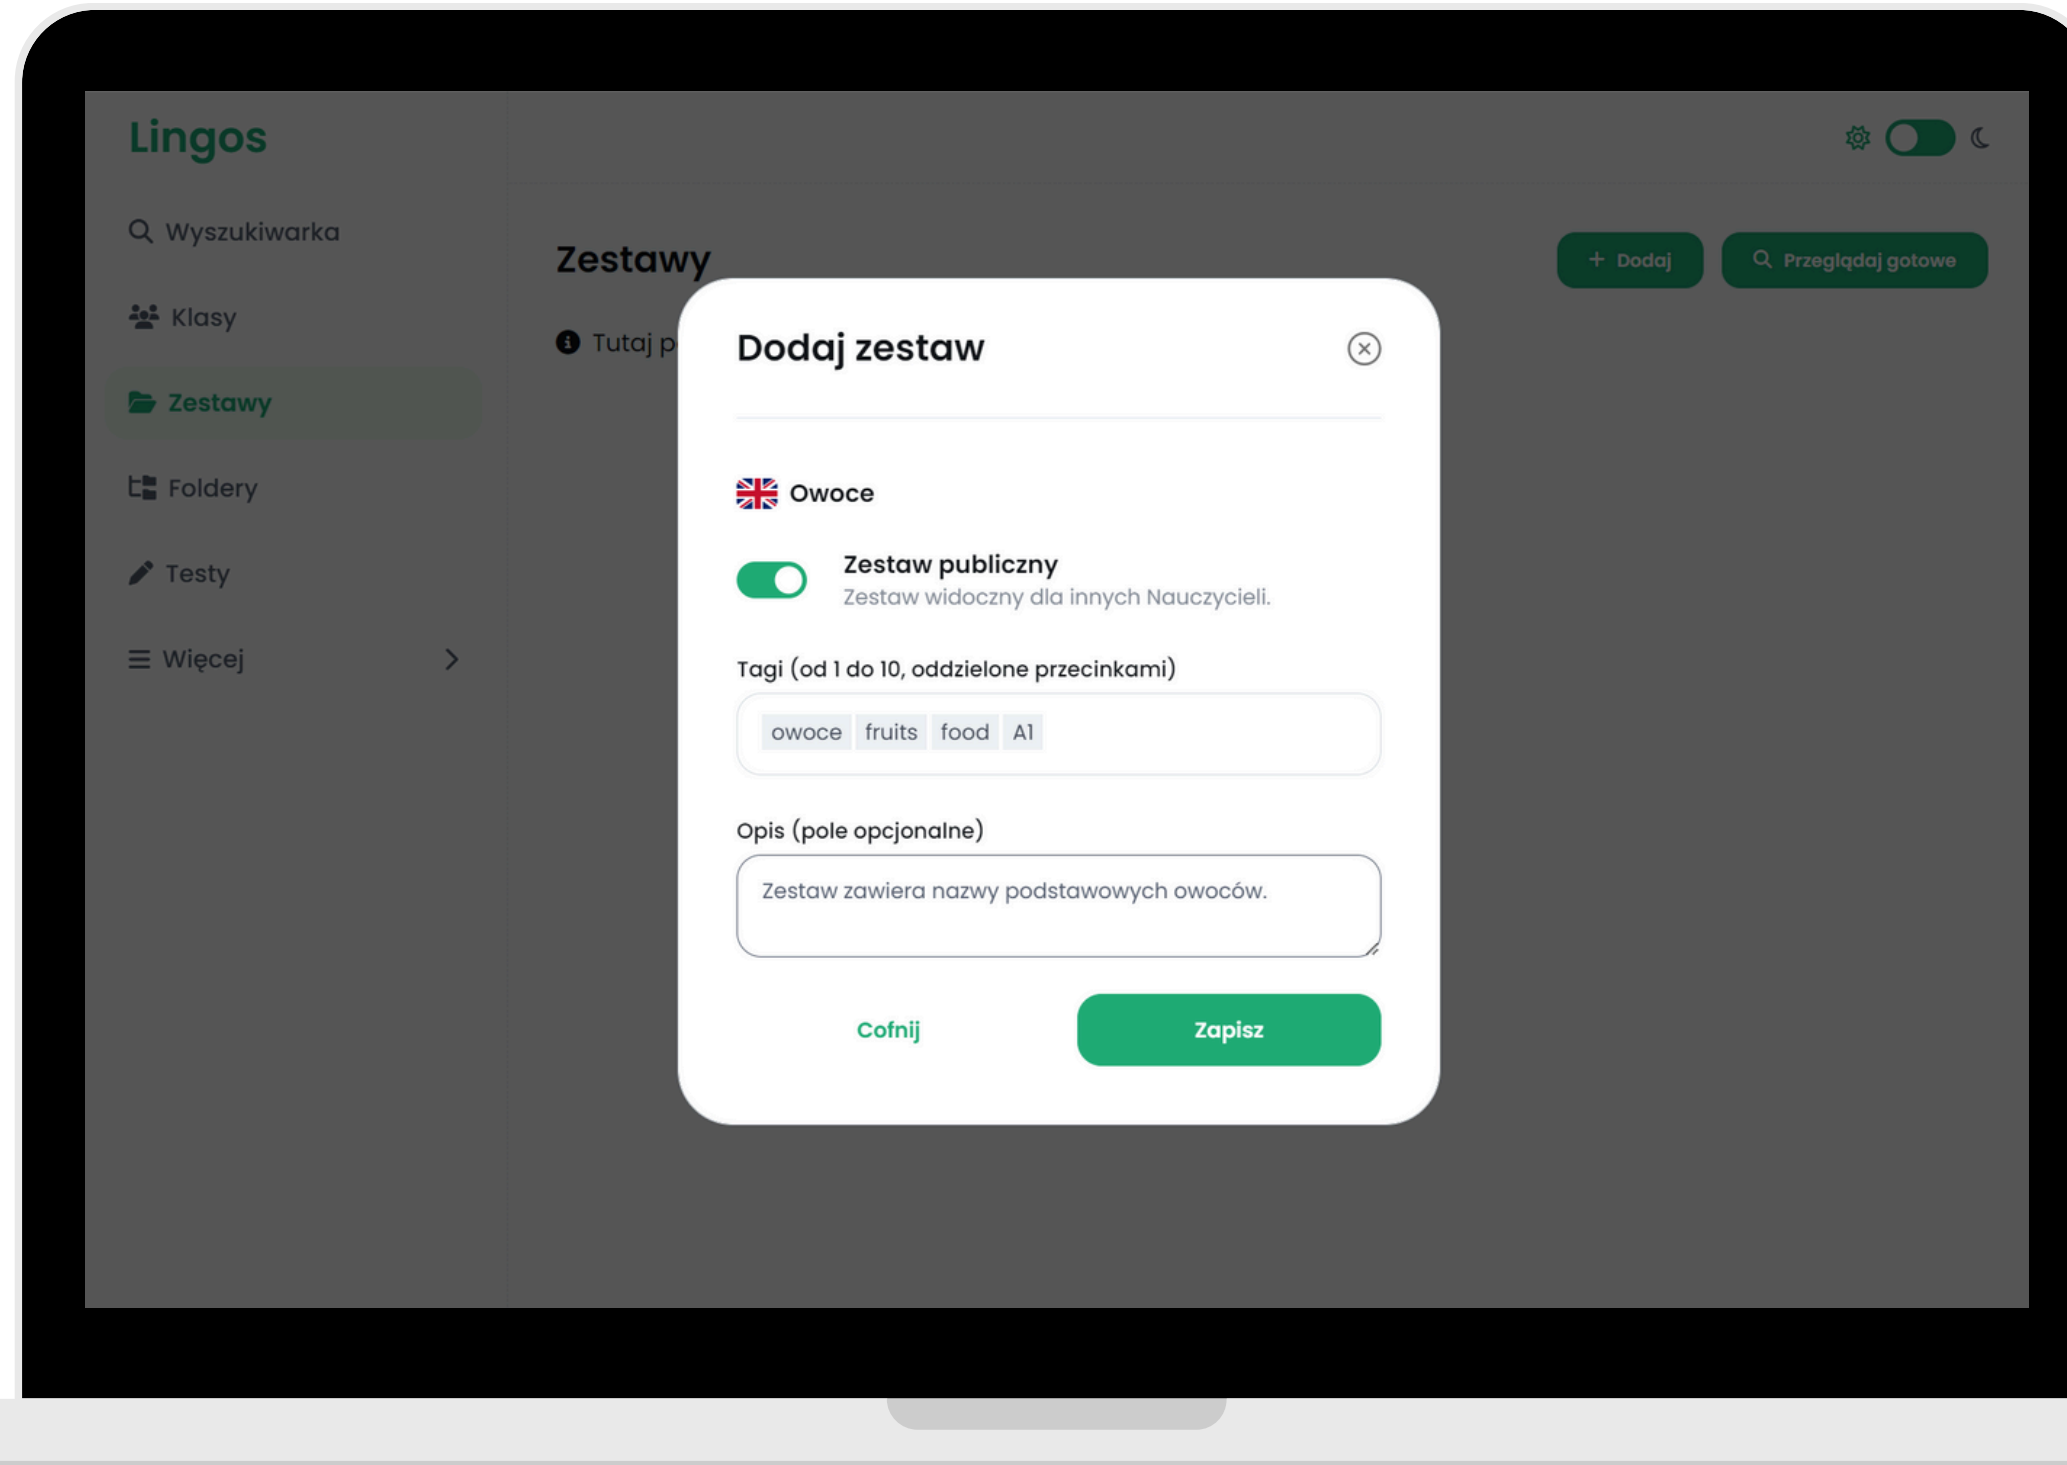 Lingos
Wyszukiwarka
Klasy
Zestawy
Foldery
Testy
Więcej
Zestawy
+ Dodaj
Przeglądaj gotowe
Tutaj
Dodaj zestaw
Owoce
Zestaw publiczny
Zestaw widoczny dla innych Nauczycieli.
Tagi (od 1 do 10, oddzielone przecinkami)
owoce fruits food A1
Opis (pole opcjonalne)
Zestaw zawiera nazwy podstawowych owoców.
Cofnij
Zapisz